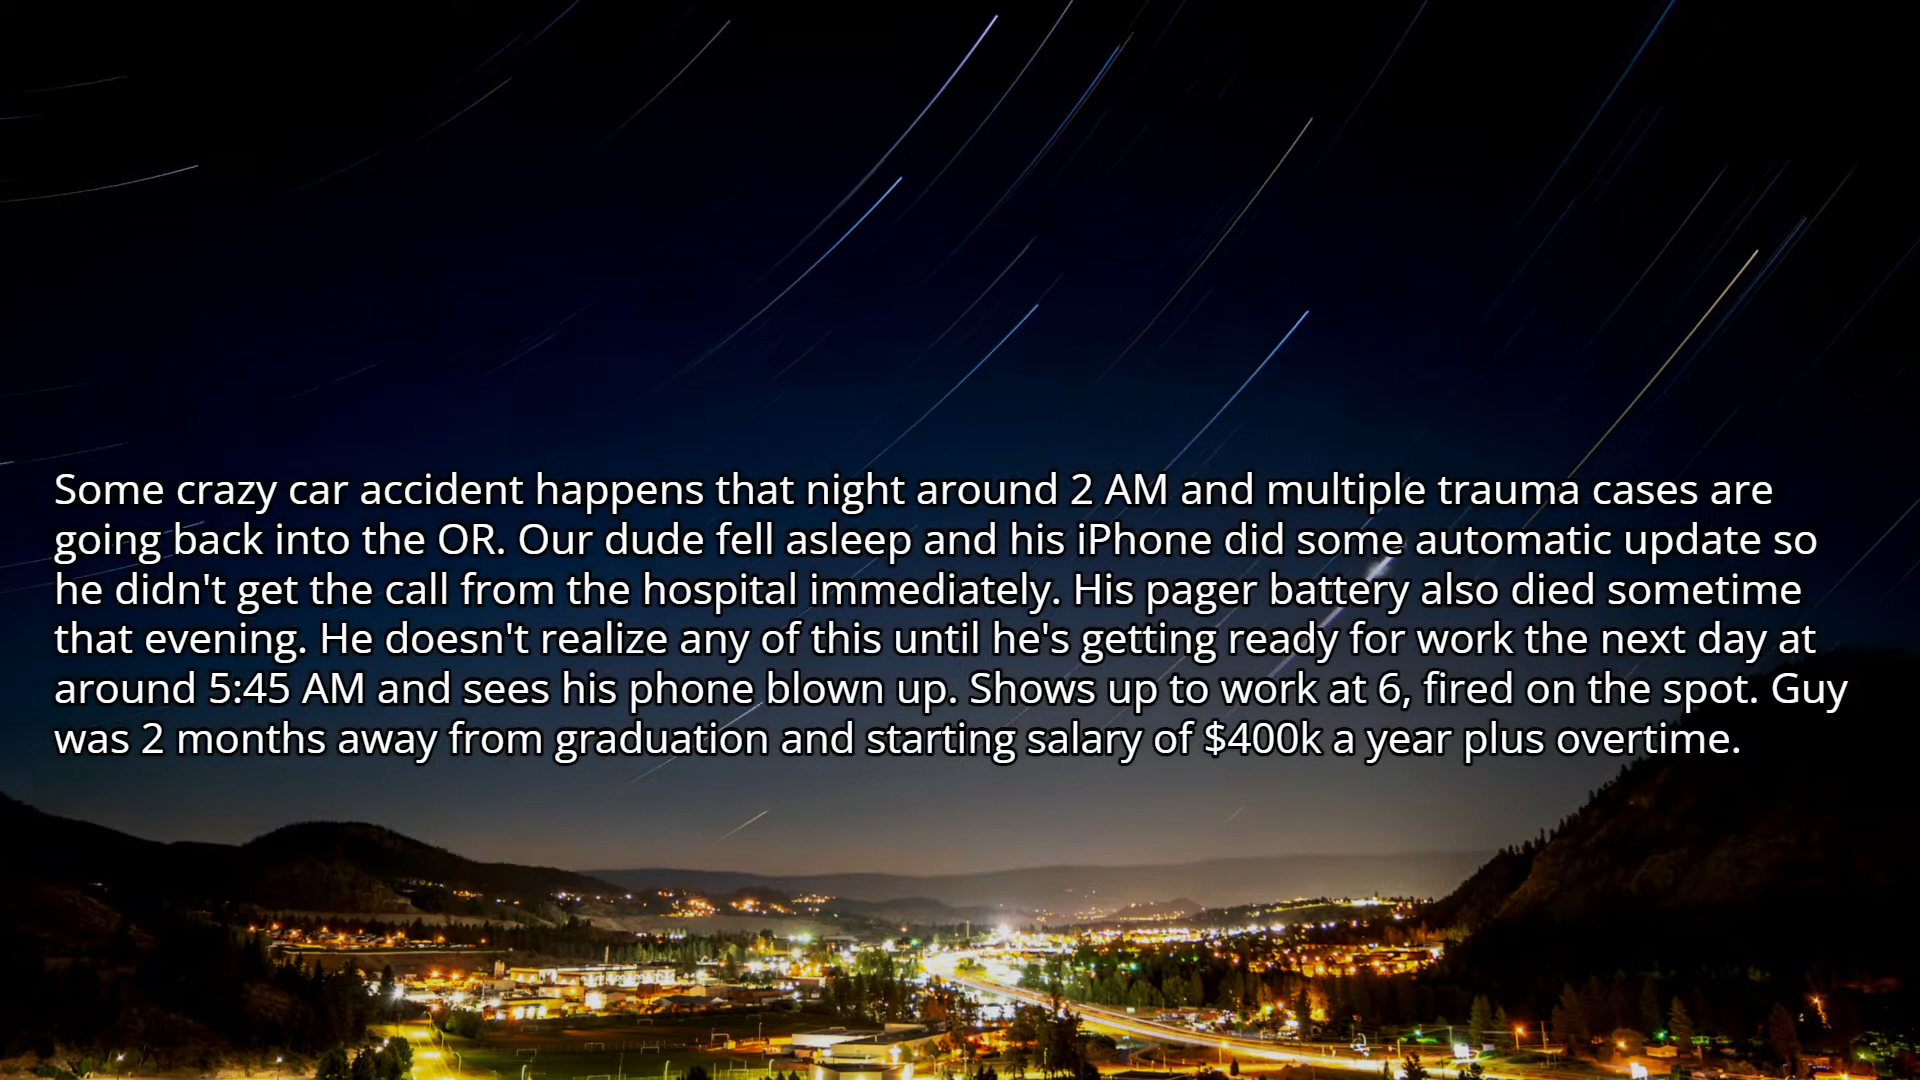 Some crazy car accident happens that night around 2 AM and multiple trauma cases are
going back into the OR. Our dude fell asleep and his iPhone did some automatic update so
he didn't get the call from the hospital immediately. His pager battery also died sometime
that evening. He doesn't realize any of this until he's getting ready for work the next day at
around 5:45 AM and sees his phone blown up. Shows up to work at 6, fired on the spot. Guy
was 2 months away from graduation and starting salary of $400k a year plus overtime.